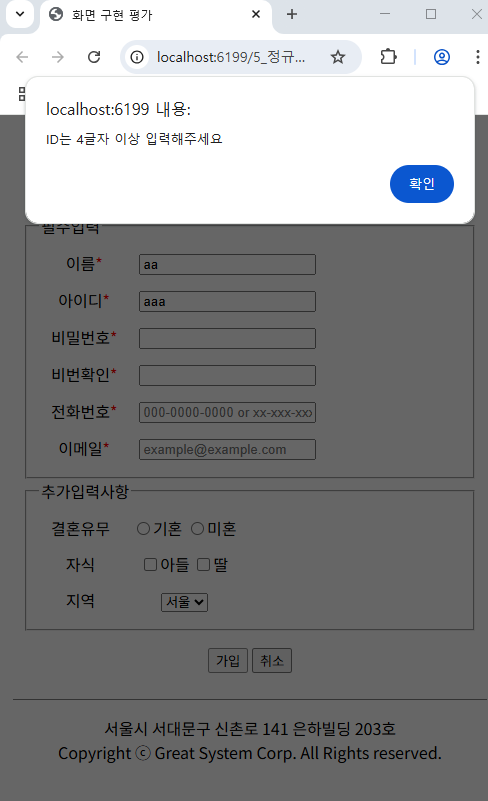 화면 구현 평가
localhost:6199/5_정규...
localhost:6199 내용:
ID는 4글자 이상 입력해주세요
확인
필수입력
이름* aa
아이디* aaa
비밀번호*
비번확인*
전화번호* 000-0000-0000 or xx-xxx-xxx
이메일* example@example.com
추가입력사항
결혼유무 기혼 미혼
자식 아들 딸
지역 서울
가입 취소
서울시 서대문구 신촌로 141 은하빌딩 203호
Copyright ⓒ Great System Corp. All Rights reserved.